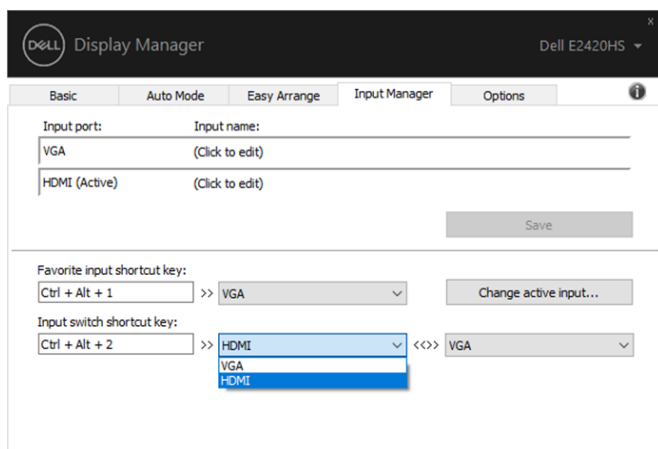 x
DELL Display Manager Dell E2420HS
Basic Auto Mode Easy Arrange Input Manager Options i
Input port: Input name:
VGA (Click to edit)
HDMI (Active) (Click to edit)
Save
Favorite input shortcut key:
Ctrl + Alt + 1 >> VGA Change active input...
Input switch shortcut key:
Ctrl + Alt + 2 >> HDMI <<>> VGA
VGA
HDMI